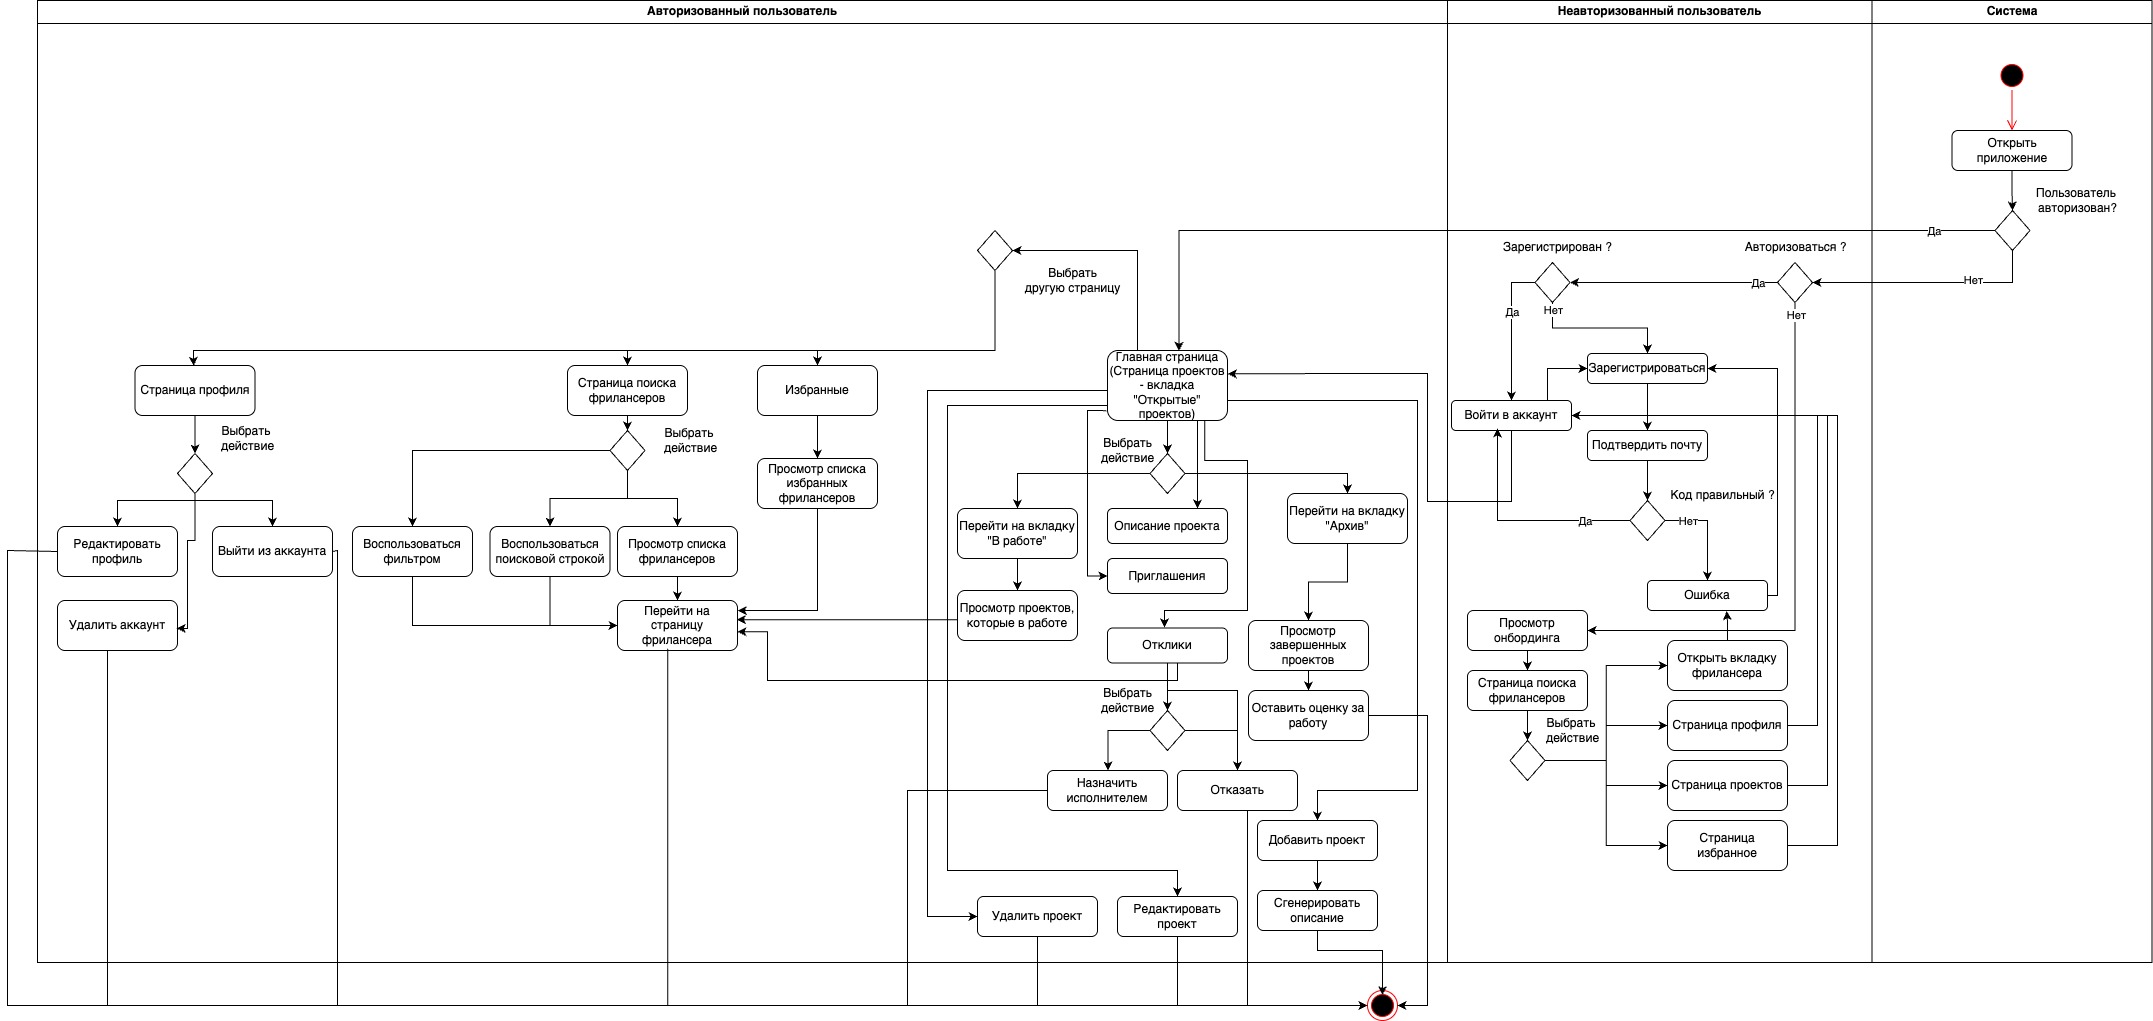 Авторизованный пользователь
Неавторизованный пользователь
Система
Открыть
приложение
Пользователь
авторизован?
Да
Нет
Зарегистрирован ?
Авторизоваться ?
Да
Да
Нет
Нет
Выбрать
другую страницу
Главная страница
(Страница проектов
- вкладка
"Открытые"
проектов)
Страница профиля
Страница поиска
фрилансеров
Избранные
Зарегистрироваться
Войти в аккаунт
Подтвердить почту
Код правильный ?
Да
Нет
Ошибка
Выбрать
действие
Выбрать
действие
Выбрать
действие
Просмотр списка
избранных
фрилансеров
Перейти на вкладку
"В работе"
Описание проекта
Перейти на вкладку
"Архив"
Редактировать
профиль
Выйти из аккаунта
Воспользоваться
фильтром
Воспользоваться
поисковой строкой
Просмотр списка
фрилансеров
Приглашения
Удалить аккаунт
Перейти на
страницу
фрилансера
Просмотр проектов,
которые в работе
Отклики
Просмотр
завершенных
проектов
Просмотр
онбординга
Открыть вкладку
фрилансера
Страница поиска
фрилансеров
Выбрать
действие
Оставить оценку за
работу
Выбрать
действие
Страница профиля
Назначить
исполнителем
Отказать
Страница проектов
Добавить проект
Страница
избранное
Удалить проект
Редактировать
проект
Сгенерировать
описание